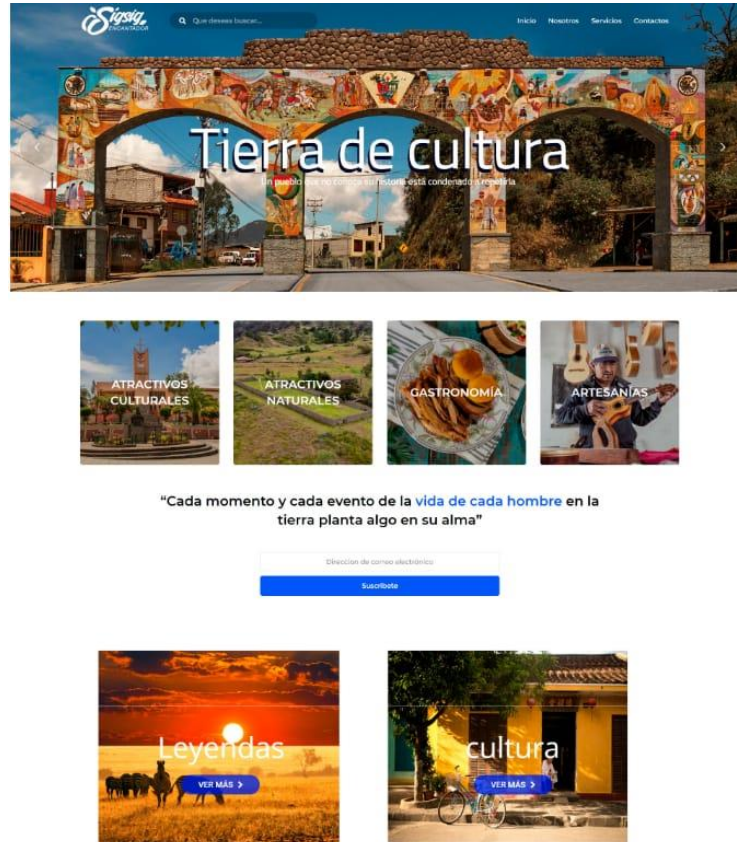 Sigsig
ENCANTADOR
Que deseas buscar...
Inicio Nosotros Servicios Contactos
Tierra de cultura
Un pueblo que no conoce su historia está condenado a repetirla
ATRACTIVOS
CULTURALES
ATRACTIVOS
NATURALES
GASTRONOMÍA
ARTESANÍAS
“Cada momento y cada evento de la vida de cada hombre en la
tierra planta algo en su alma”
Direccion de correo electrónico
Suscríbete
Leyendas
VER MÁS
cultura
VER MÁS